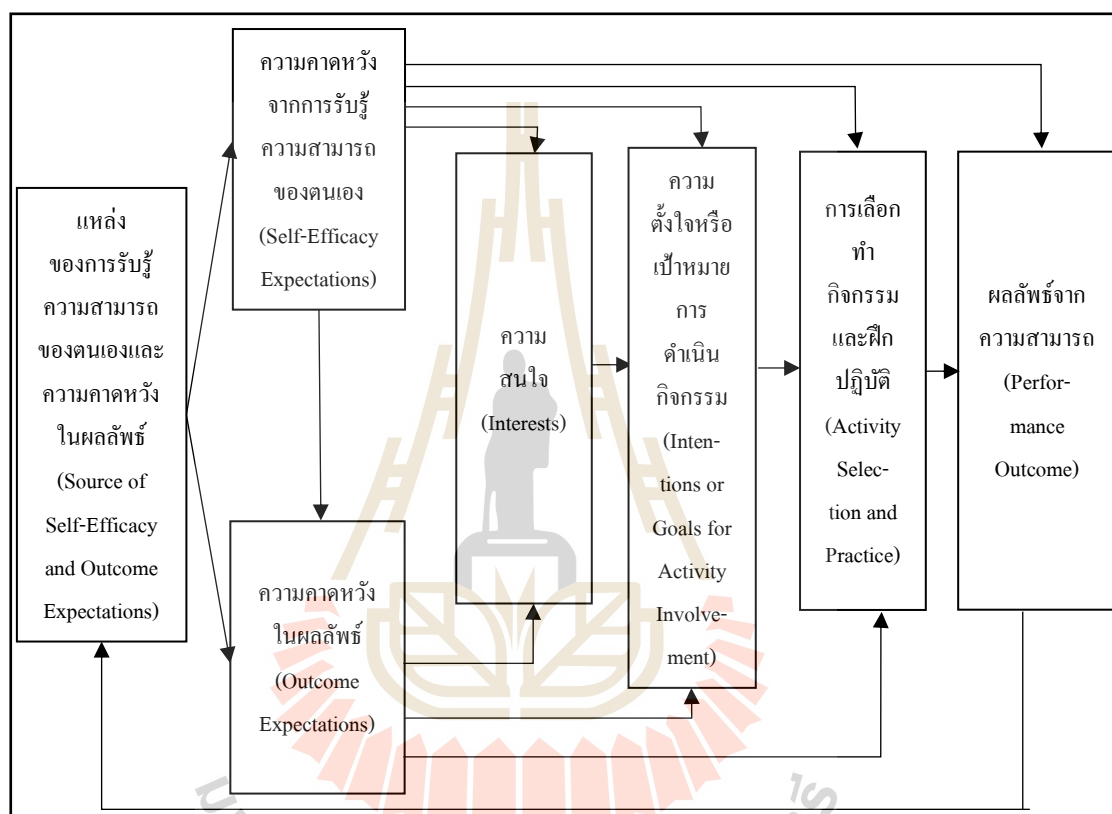 แหล่ง
ของการรับรู้
ความสามารถ
ของตนเองและ
ความคาดหวัง
ในผลลัพธ์
(Source of
Self-Efficacy
and Outcome
Expectations)
ความคาดหวัง
จากการรับรู้
ความสามารถ
ของตนเอง
(Self-Efficacy
Expectations)
ความคาดหวัง
ในผลลัพธ์
(Outcome
Expectations)
ความ
สนใจ
(Interests)
ความ
ตั้งใจหรือ
เป้าหมาย
การ
ดำเนิน
กิจกรรม
(Inten-
tions or
Goals for
Activity
Involve-
ment)
การเลือก
ทำ
กิจกรรม
และฝึก
ปฏิบัติ
(Activity
Selec-
tion and
Practice)
ผลลัพธ์จาก
ความสามารถ
(Perfor-
mance
Outcome)